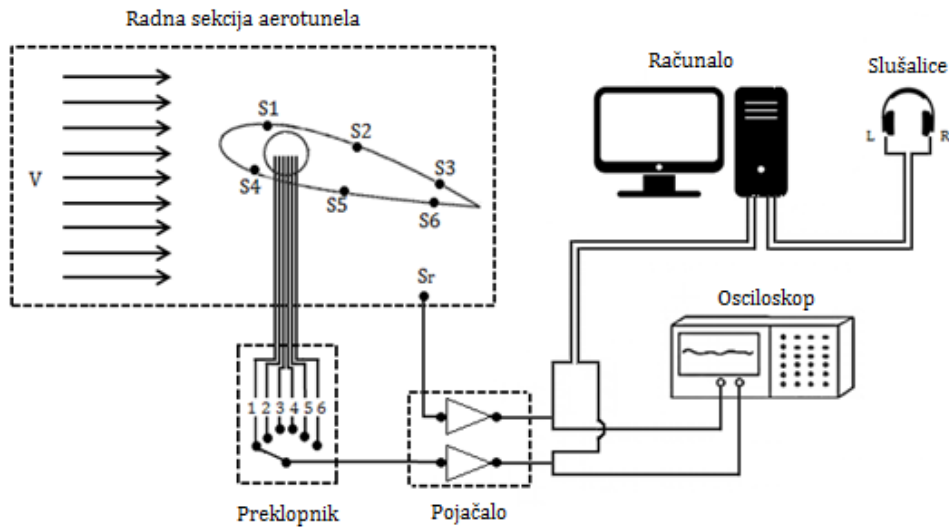 Radna sekcija aerotunela
Računalo
Slušalice
L R
S1
S2
S3
V
S4
S5
S6
Sr
Osciloskop
1 2 3 4 5 6
Preklopnik
Pojačalo